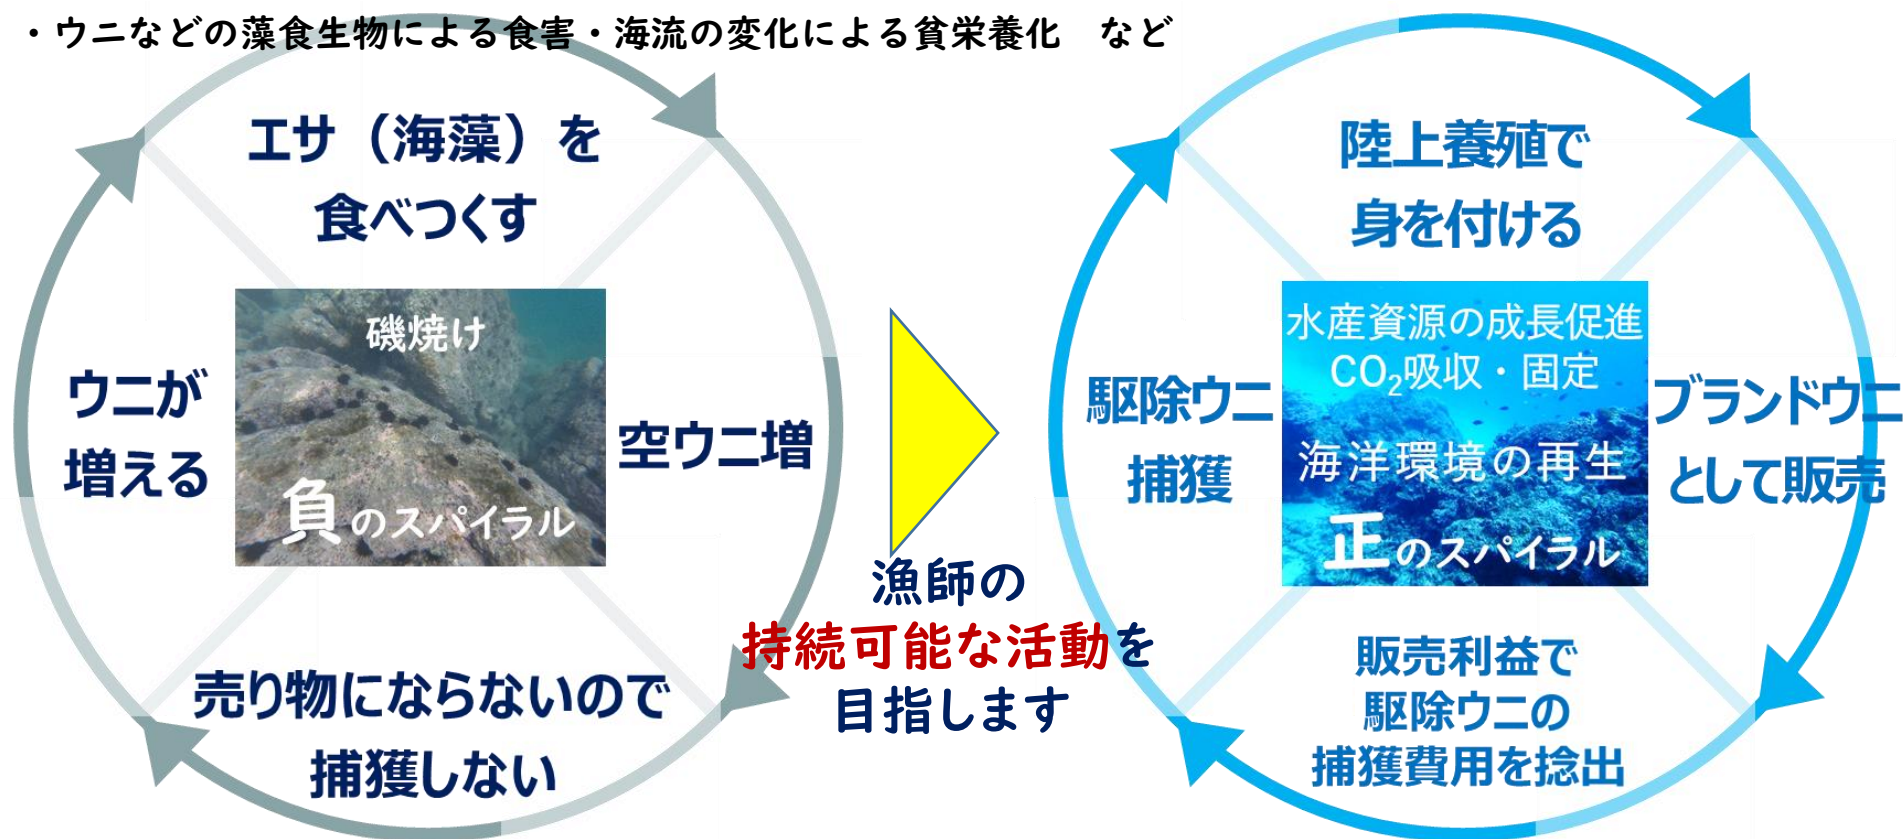 ・ウニなどの藻食生物による食害・海流の変化による貧栄養化　など
エサ（海藻）を
食べつくす
空ウニ増
売り物にならないので
捕獲しない
ウニが
増える
磯焼け
負のスパイラル
漁師の
持続可能な活動を
目指します
陸上養殖で
身を付ける
ブランドウニ
として販売
販売利益で
駆除ウニの
捕獲費用を捻出
駆除ウニ
捕獲
水産資源の成長促進
CO₂吸収・固定
海洋環境の再生
正のスパイラル